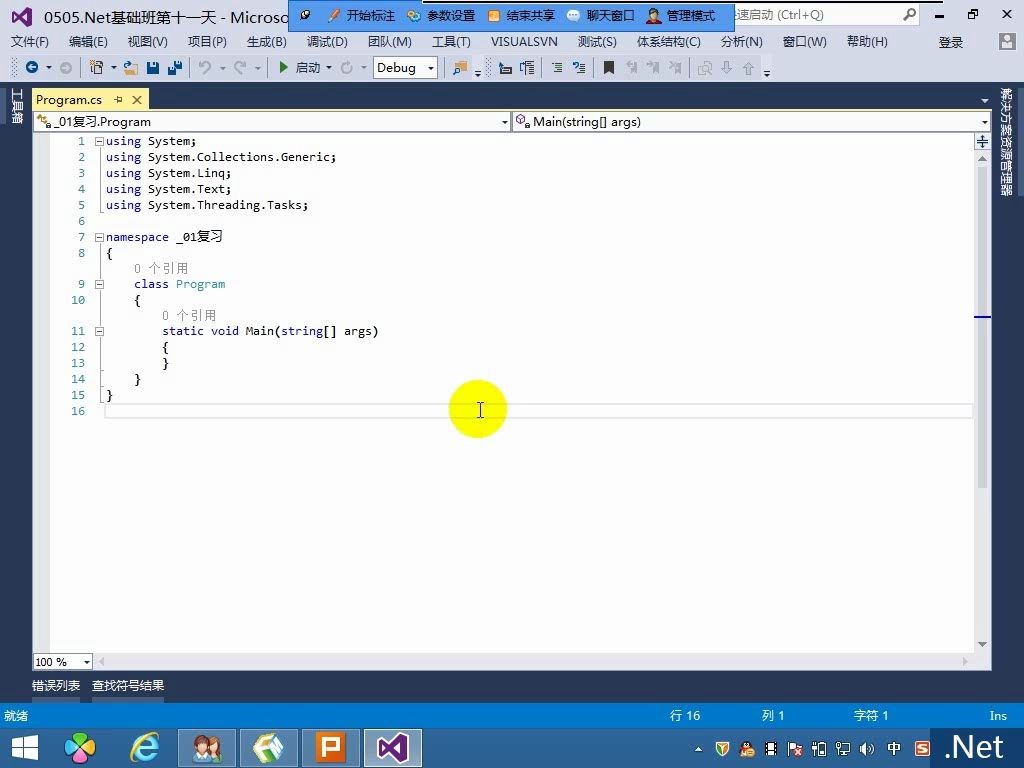 0505.Net基础班第十一天 - Microso
开始标注 参数设置 结束共享 聊天窗口 管理模式
速启动 (Ctrl+Q)
文件(F) 编辑(E) 视图(V) 项目(P) 生成(B) 调试(D) 团队(M) 工具(T) VISUALSVN 测试(S) 体系结构(C) 分析(N) 窗口(W) 帮助(H) 登录
启动 Debug
工具箱
Program.cs
解决方案资源管理器
_01复习.Program Main(string[] args)
1 using System;
2 using System.Collections.Generic;
3 using System.Linq;
4 using System.Text;
5 using System.Threading.Tasks;
6
7 namespace _01复习
8 {
0 个引用
9 class Program
10 {
0 个引用
11 static void Main(string[] args)
12 {
13 }
14 }
15 }
16
100 %
错误列表 查找符号结果
就绪 行 16 列 1 字符 1 Ins
中 .Net